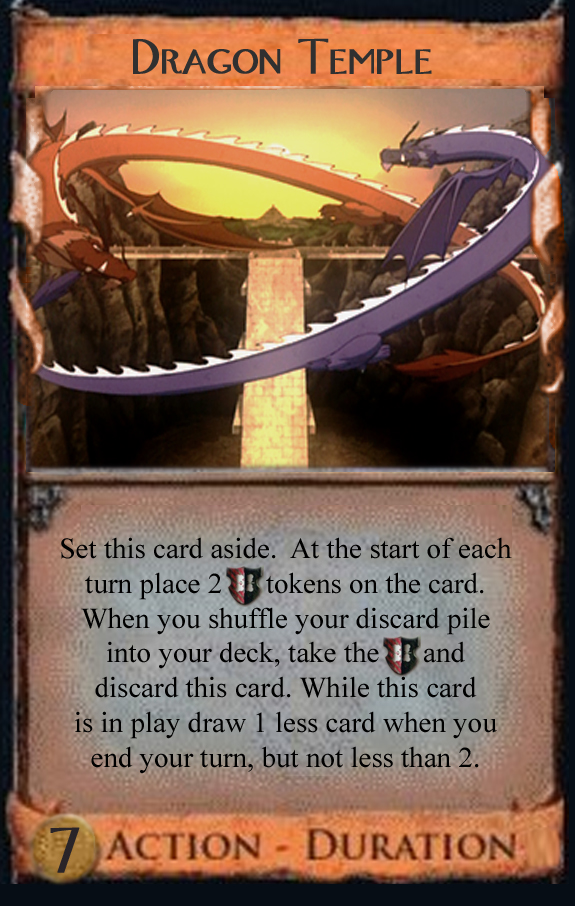 Dragon Temple
Set this card aside. At the start of each
turn place 2 tokens on the card.
When you shuffle your discard pile
into your deck, take the and
discard this card. While this card
is in play draw 1 less card when you
end your turn, but not less than 2.
7 Action - Duration